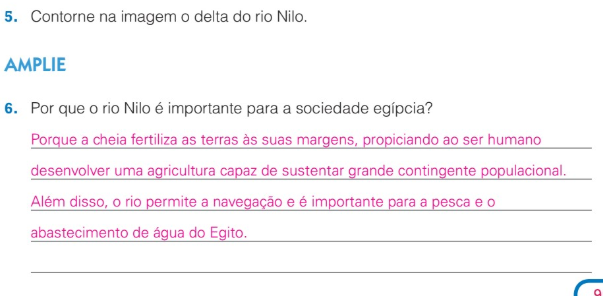 5. Contorne na imagem o delta do rio Nilo.
AMPLIE
6. Por que o rio Nilo é importante para a sociedade egípcia?
Porque a cheia fertiliza as terras às suas margens, propiciando ao ser humano
desenvolver uma agricultura capaz de sustentar grande contingente populacional.
Além disso, o rio permite a navegação e é importante para a pesca e o
abastecimento de água do Egito.